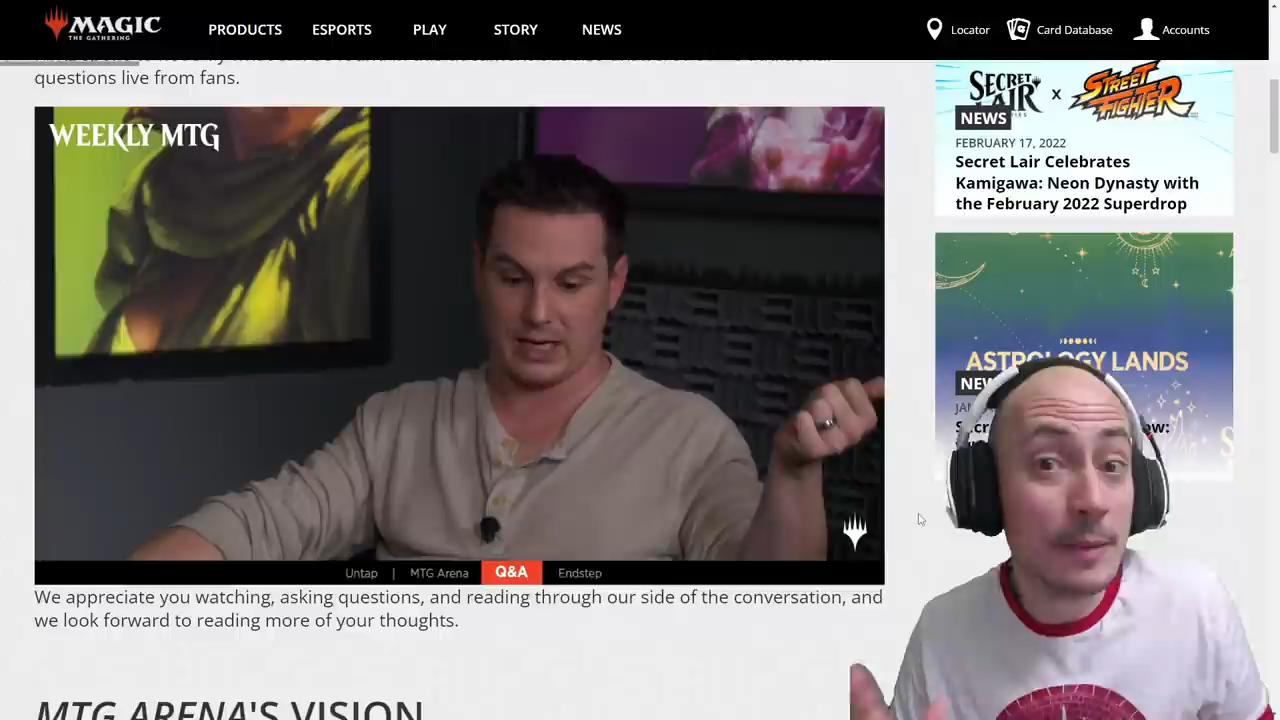 MAGIC
THE GATHERING
PRODUCTS
ESPORTS
PLAY
STORY
NEWS
Locator
Card Database
Accounts
questions live from fans.
WEEKLY MTG
Untap | MTG Arena Q&A Endstep
We appreciate you watching, asking questions, and reading through our side of the conversation, and
we look forward to reading more of your thoughts.
MTG ARENA'S VISION
SECRET
LAIR x STREET
FIGHTER
NEWS
FEBRUARY 17, 2022
Secret Lair Celebrates
Kamigawa: Neon Dynasty with
the February 2022 Superdrop
ASTROLOGY LANDS